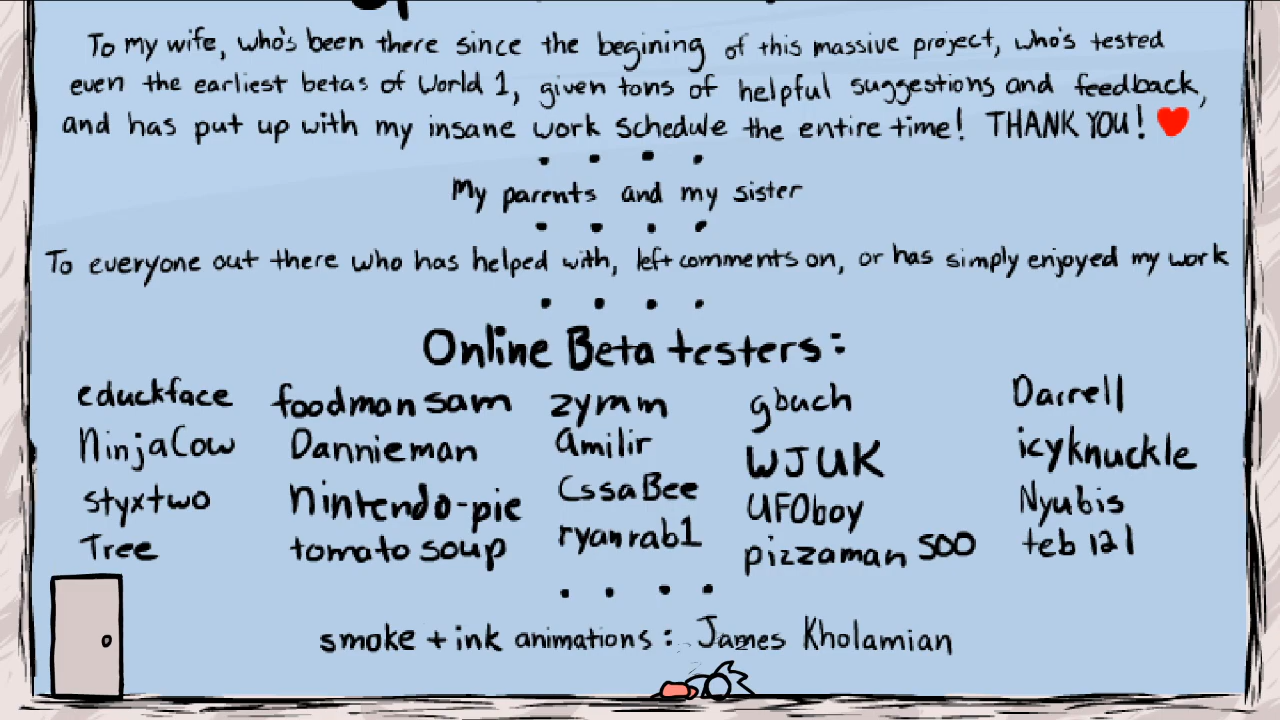 To my wife, who's been there since the begining of this massive project, who's tested
even the earliest betas of World 1, given tons of helpful suggestions and feedback,
and has put up with my insane work schedule the entire time! THANK YOU! ❤
• • • •
My parents and my sister
• • • •
To everyone out there who has helped with, left comments on, or has simply enjoyed my work
• • • •
Online Beta testers:
educkface foodman sam zymm gbuch Darrell
NinjaCow Dannieman amilir WJUK icyknuckle
styxtwo nintendo-pie CssaBee UFOboy Nyubis
Tree tomato soup ryanrab1 pizzaman 500 teb 121
• • • •
smoke + ink animations: James Kholamian